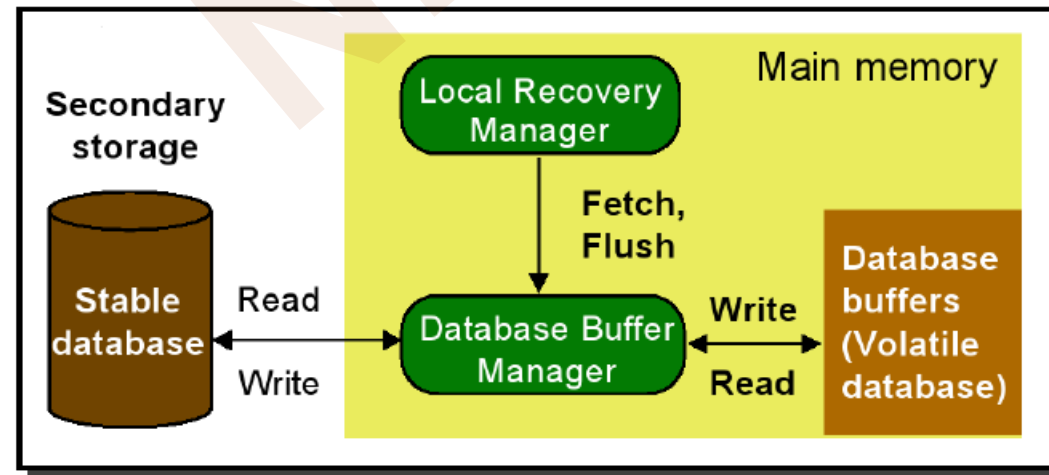 Main memory
Local Recovery
Manager
Secondary
storage
Fetch,
Flush
Stable
database
Read
Write
Database Buffer
Manager
Write
Read
Database
buffers
(Volatile
database)